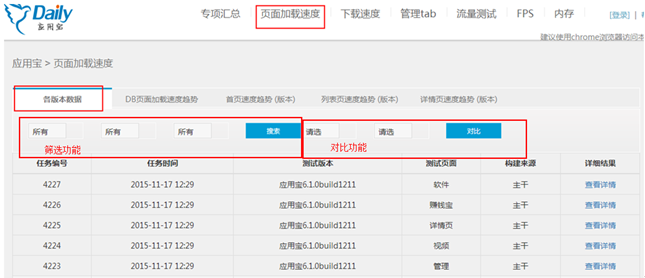 Daily
应用宝
专项汇总 页面加载速度 下载速度 管理tab 流量测试 FPS 内存 [登录]
建议使用chrome浏览器访问本
应用宝 > 页面加载速度
各版本数据 DB页面加载速度趋势 首页速度趋势 (版本) 列表页速度趋势 (版本) 详情页速度趋势 (版本)
所有 所有 所有 搜索 请选 请选 对比
筛选功能 对比功能
任务编号 任务时间 测试版本 测试页面 构建来源 详细结果
4227 2015-11-17 12:29 应用宝6.1.0build1211 软件 主干 查看详情
4226 2015-11-17 12:29 应用宝6.1.0build1211 赚钱宝 主干 查看详情
4225 2015-11-17 12:29 应用宝6.1.0build1211 详情页 主干 查看详情
4224 2015-11-17 12:29 应用宝6.1.0build1211 视频 主干 查看详情
4223 2015-11-17 12:29 应用宝6.1.0build1211 管理 主干 查看详情